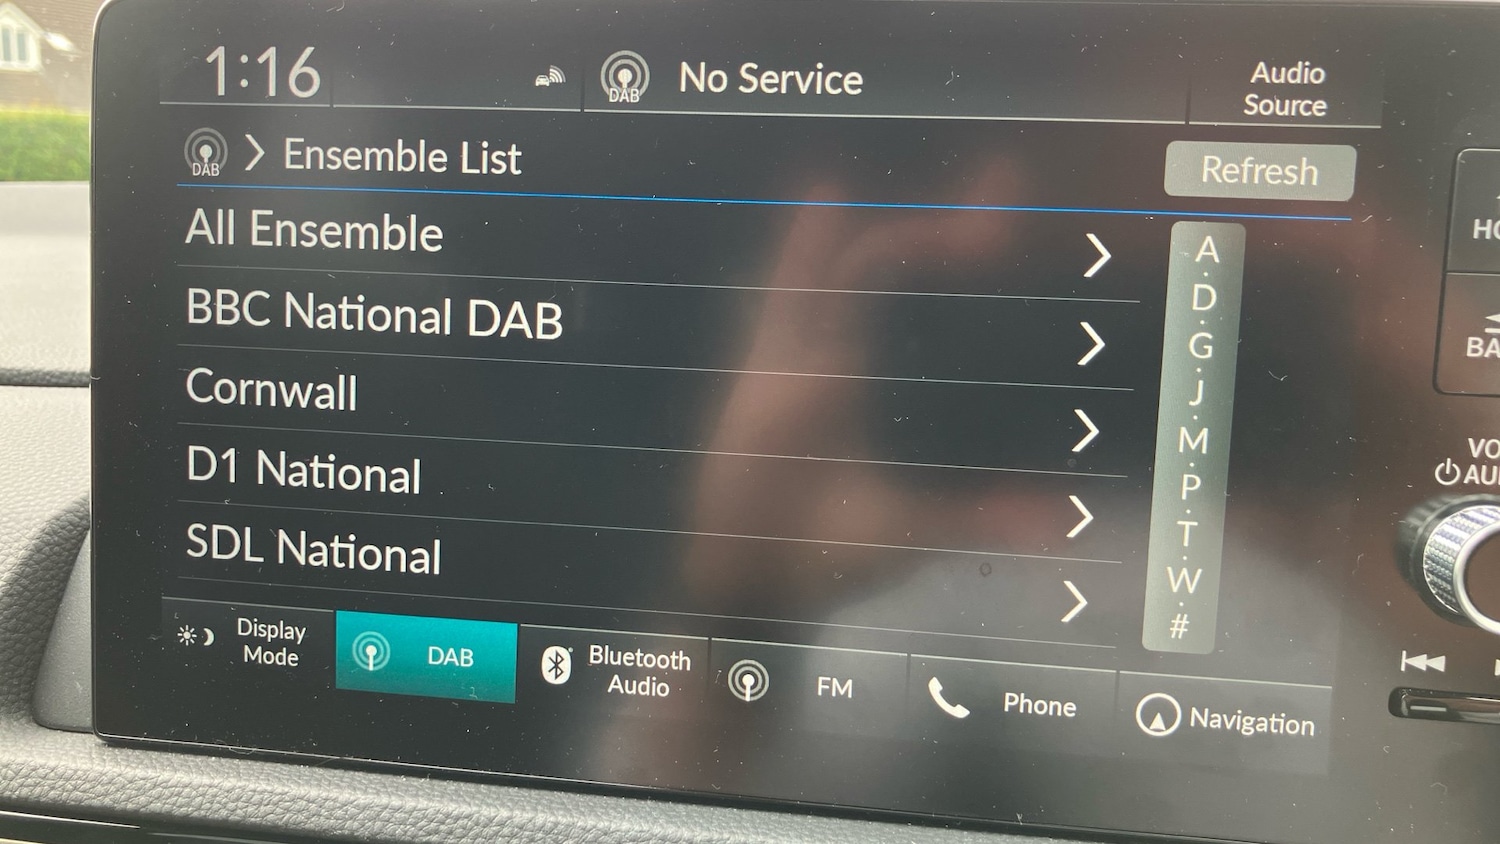 1:16
DAB
No Service
Audio
Source
DAB
Ensemble List
Refresh
All Ensemble
BBC National DAB
Cornwall
D1 National
SDL National
A
D
G
J
M
P
T
W
#
Display
Mode
DAB
Bluetooth
Audio
FM
Phone
Navigation